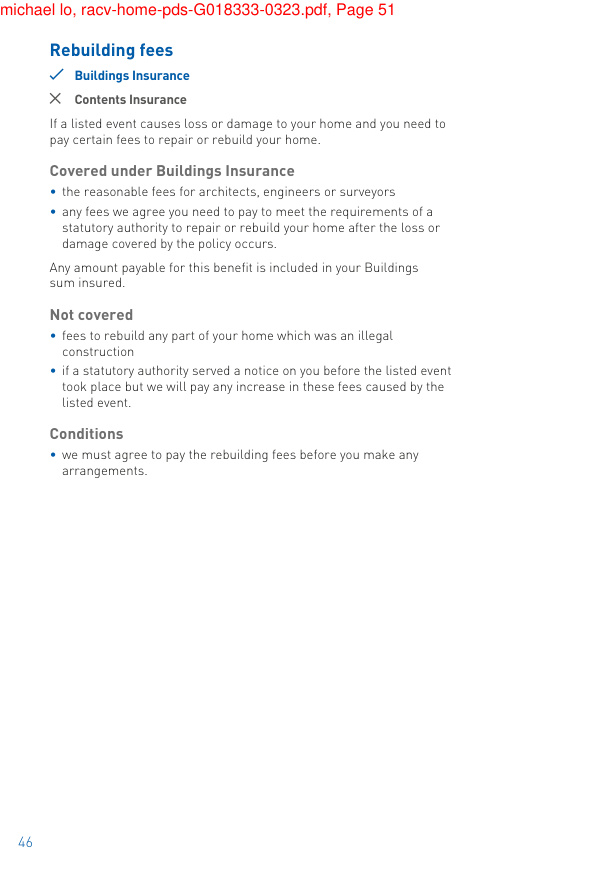 michael lo, racv-home-pds-G018333-0323.pdf, Page 51
Rebuilding fees
Buildings Insurance
Contents Insurance
If a listed event causes loss or damage to your home and you need to
pay certain fees to repair or rebuild your home.
Covered under Buildings Insurance
• the reasonable fees for architects, engineers or surveyors
• any fees we agree you need to pay to meet the requirements of a
statutory authority to repair or rebuild your home after the loss or
damage covered by the policy occurs.
Any amount payable for this benefit is included in your Buildings
sum insured.
Not covered
• fees to rebuild any part of your home which was an illegal
construction
• if a statutory authority served a notice on you before the listed event
took place but we will pay any increase in these fees caused by the
listed event.
Conditions
• we must agree to pay the rebuilding fees before you make any
arrangements.
46